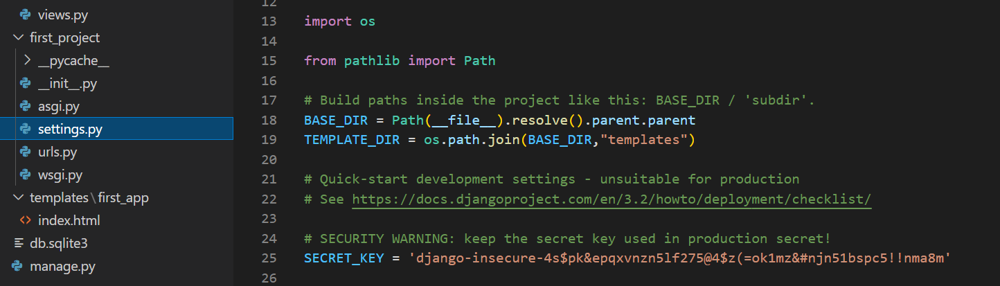 views.py
first_project
__pycache__
__init__.py
asgi.py
settings.py
urls.py
wsgi.py
templates\first_app
index.html
db.sqlite3
manage.py
12
13 import os
14
15 from pathlib import Path
16
17 # Build paths inside the project like this: BASE_DIR / 'subdir'.
18 BASE_DIR = Path(__file__).resolve().parent.parent
19 TEMPLATE_DIR = os.path.join(BASE_DIR,"templates")
20
21 # Quick-start development settings - unsuitable for production
22 # See https://docs.djangoproject.com/en/3.2/howto/deployment/checklist/
23
24 # SECURITY WARNING: keep the secret key used in production secret!
25 SECRET_KEY = 'django-insecure-4s$pk&epqxvnzn5lf275@4$z(=ok1mz&#njn51bspc5!!nma8m'
26